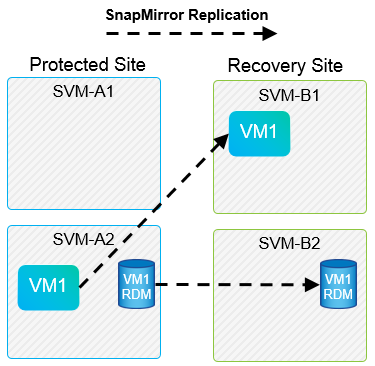 SnapMirror Replication
Protected Site
Recovery Site
SVM-A1
SVM-B1
VM1
SVM-A2
SVM-B2
VM1
VM1
RDM
VM1
RDM